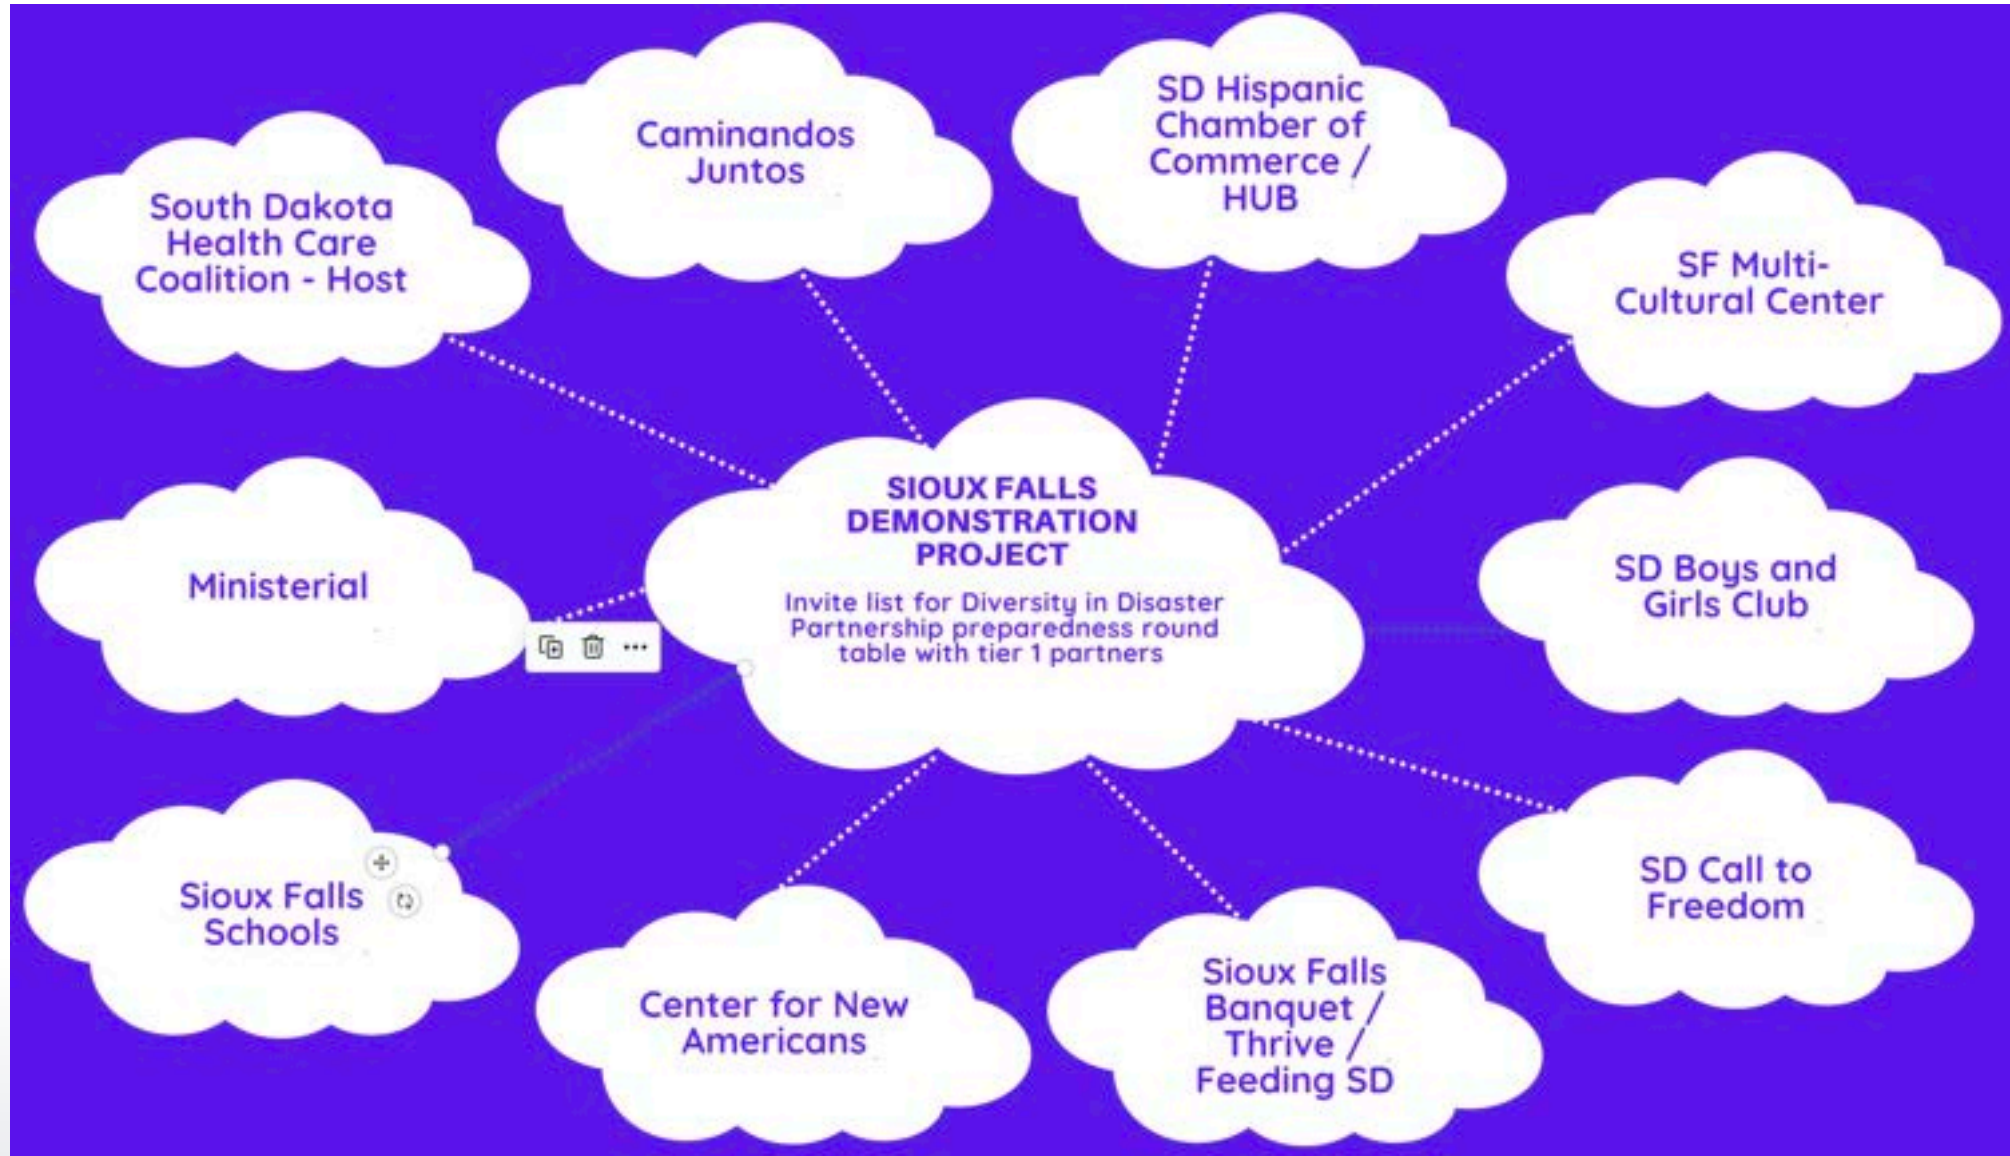 South Dakota
Health Care
Coalition - Host
Caminandos
Juntos
SD Hispanic
Chamber of
Commerce /
HUB
SF Multi-
Cultural Center
SIOUX FALLS
DEMONSTRATION
PROJECT
Invite list for Diversity in Disaster
Partnership preparedness round
table with tier 1 partners
Ministerial
SD Boys and
Girls Club
Sioux Falls
Schools
Center for New
Americans
Sioux Falls
Banquet /
Thrive /
Feeding SD
SD Call to
Freedom